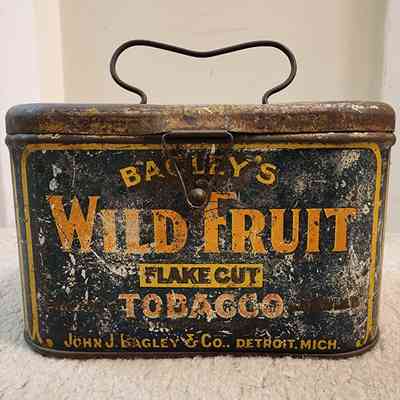 BAGLEY'S
WILD FRUIT
FLAKE CUT
TOBACCO
JOHN J. BAGLEY & CO., DETROIT. MICH.